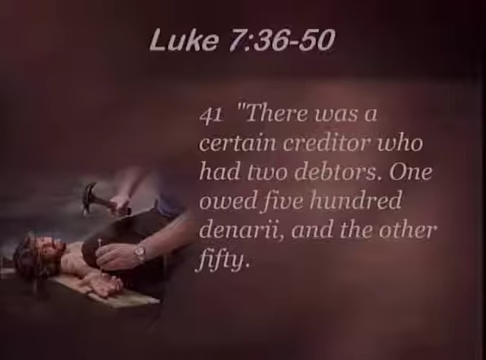 Luke 7:36-50
41 "There was a
certain creditor who
had two debtors. One
owed five hundred
denarii, and the other
fifty.